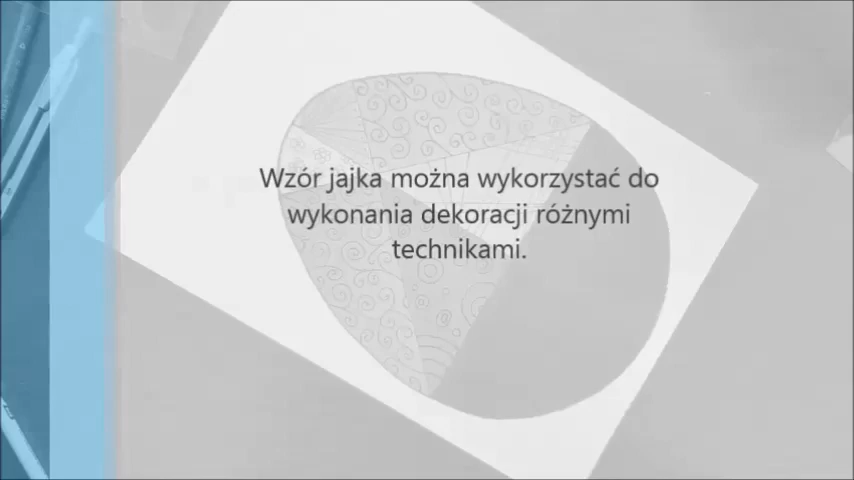 Wzór jajka można wykorzystać do
wykonania dekoracji różnymi
technikami.